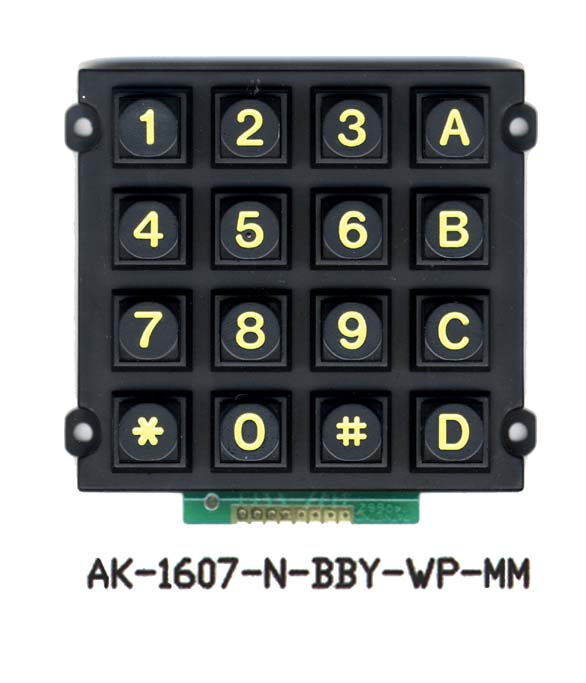 1 2 3 A
4 5 6 B
7 8 9 C
* 0 # D
AK-1607-N-BBY-WP-MM